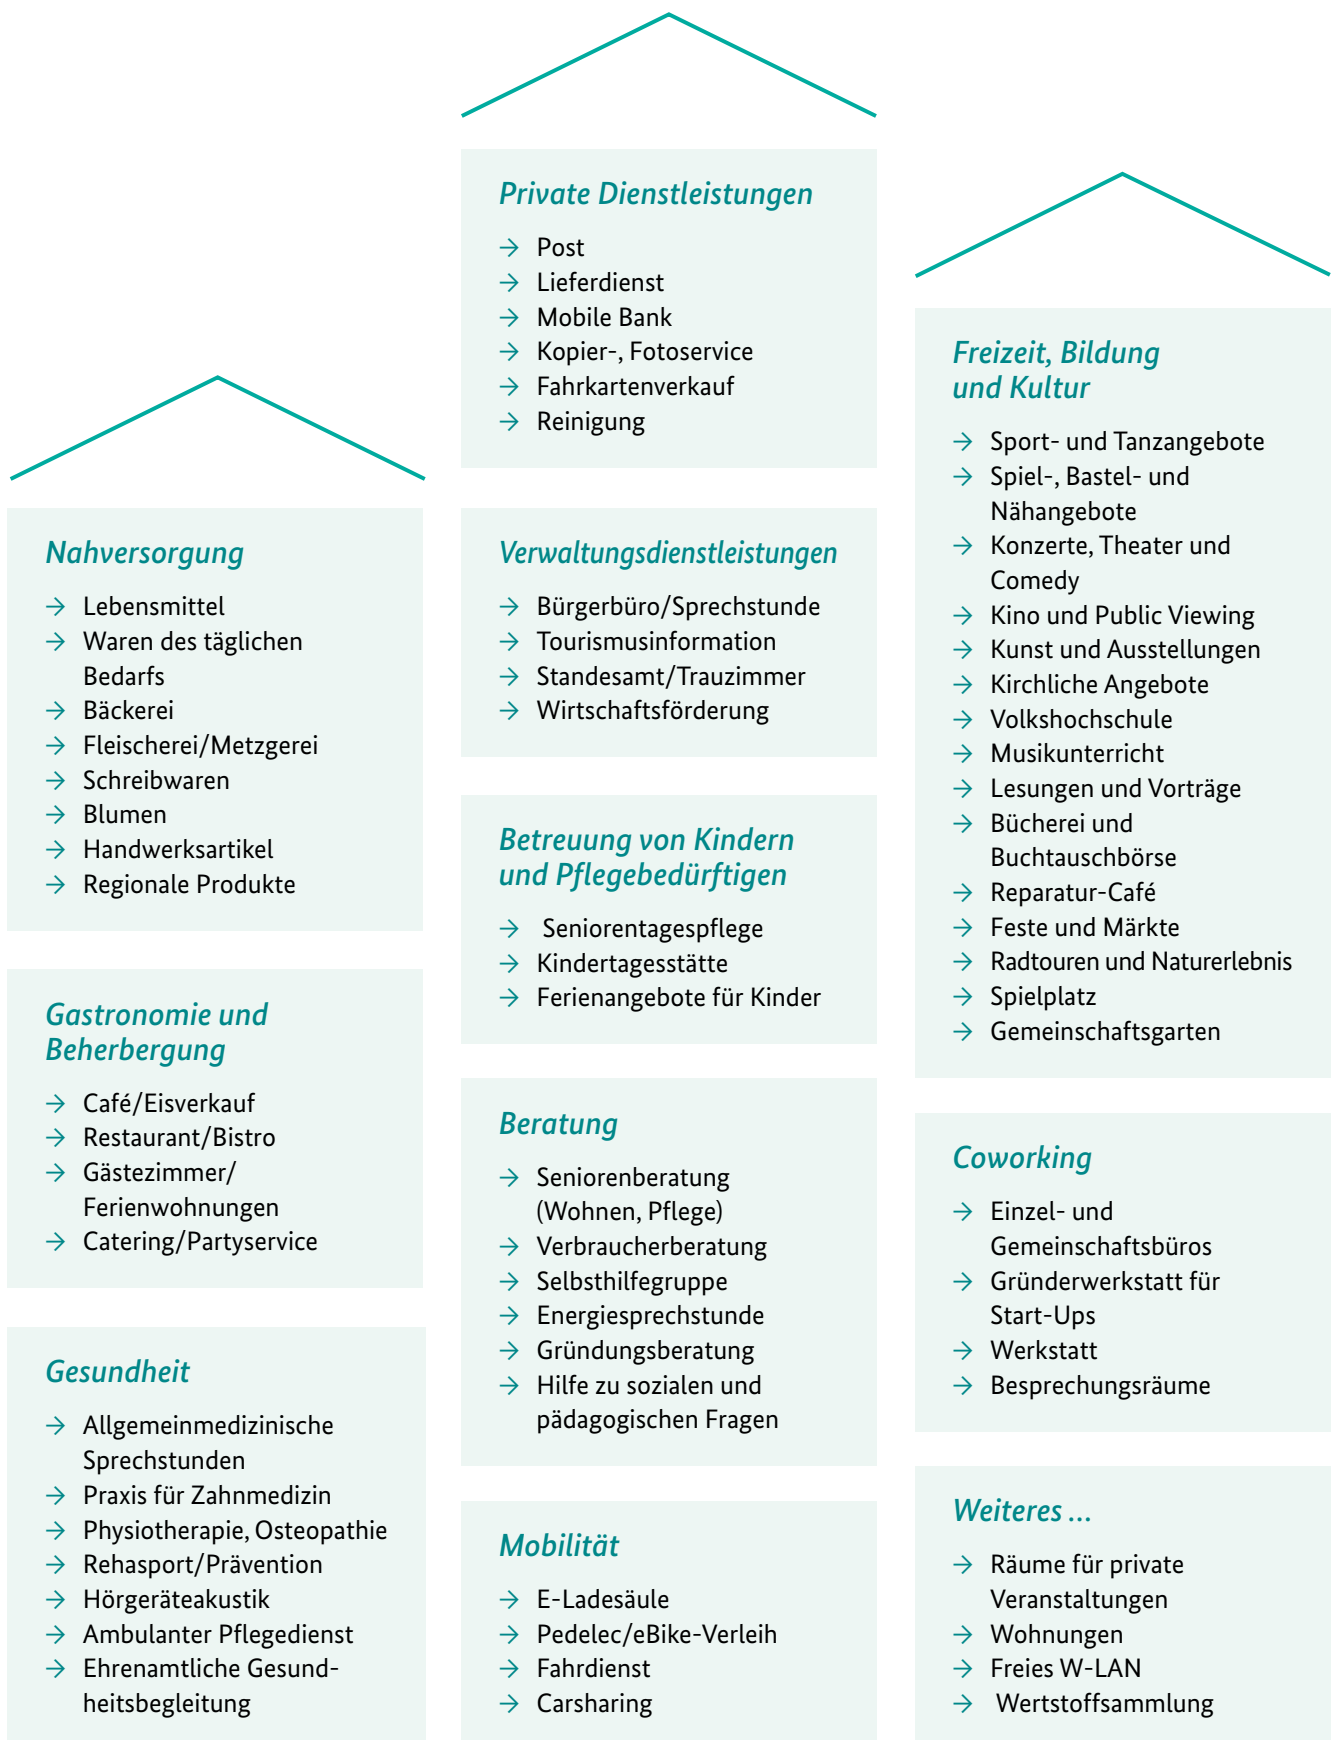 Private Dienstleistungen
→ Post
→ Lieferdienst
→ Mobile Bank
→ Kopier-, Fotoservice
→ Fahrkartenverkauf
→ Reinigung
Freizeit, Bildung
und Kultur
→ Sport- und Tanzangebote
→ Spiel-, Bastel- und
Nähangebote
→ Konzerte, Theater und
Comedy
→ Kino und Public Viewing
→ Kunst und Ausstellungen
→ Kirchliche Angebote
→ Volkshochschule
→ Musikunterricht
→ Lesungen und Vorträge
→ Bücherei und
Buchtauschbörse
→ Reparatur-Café
→ Feste und Märkte
→ Radtouren und Naturerlebnis
→ Spielplatz
→ Gemeinschaftsgarten
Nahversorgung
→ Lebensmittel
→ Waren des täglichen
Bedarfs
→ Bäckerei
→ Fleischerei/Metzgerei
→ Schreibwaren
→ Blumen
→ Handwerksartikel
→ Regionale Produkte
Verwaltungsdienstleistungen
→ Bürgerbüro/Sprechstunde
→ Tourismusinformation
→ Standesamt/Trauzimmer
→ Wirtschaftsförderung
Betreuung von Kindern
und Pflegebedürftigen
→ Seniorentagespflege
→ Kindertagesstätte
→ Ferienangebote für Kinder
Gastronomie und
Beherbergung
→ Café/Eisverkauf
→ Restaurant/Bistro
→ Gästezimmer/
Ferienwohnungen
→ Catering/Partyservice
Beratung
→ Seniorenberatung
(Wohnen, Pflege)
→ Verbraucherberatung
→ Selbsthilfegruppe
→ Energiesprechstunde
→ Gründungsberatung
→ Hilfe zu sozialen und
pädagogischen Fragen
Coworking
→ Einzel- und
Gemeinschaftsbüros
→ Gründerwerkstatt für
Start-Ups
→ Werkstatt
→ Besprechungsräume
Gesundheit
→ Allgemeinmedizinische
Sprechstunden
→ Praxis für Zahnmedizin
→ Physiotherapie, Osteopathie
→ Rehasport/Prävention
→ Hörgeräteakustik
→ Ambulanter Pflegedienst
→ Ehrenamtliche Gesund-
heitsbegleitung
Mobilität
→ E-Ladesäule
→ Pedelec/eBike-Verleih
→ Fahrdienst
→ Carsharing
Weiteres ...
→ Räume für private
Veranstaltungen
→ Wohnungen
→ Freies W-LAN
→ Wertstoffsammlung